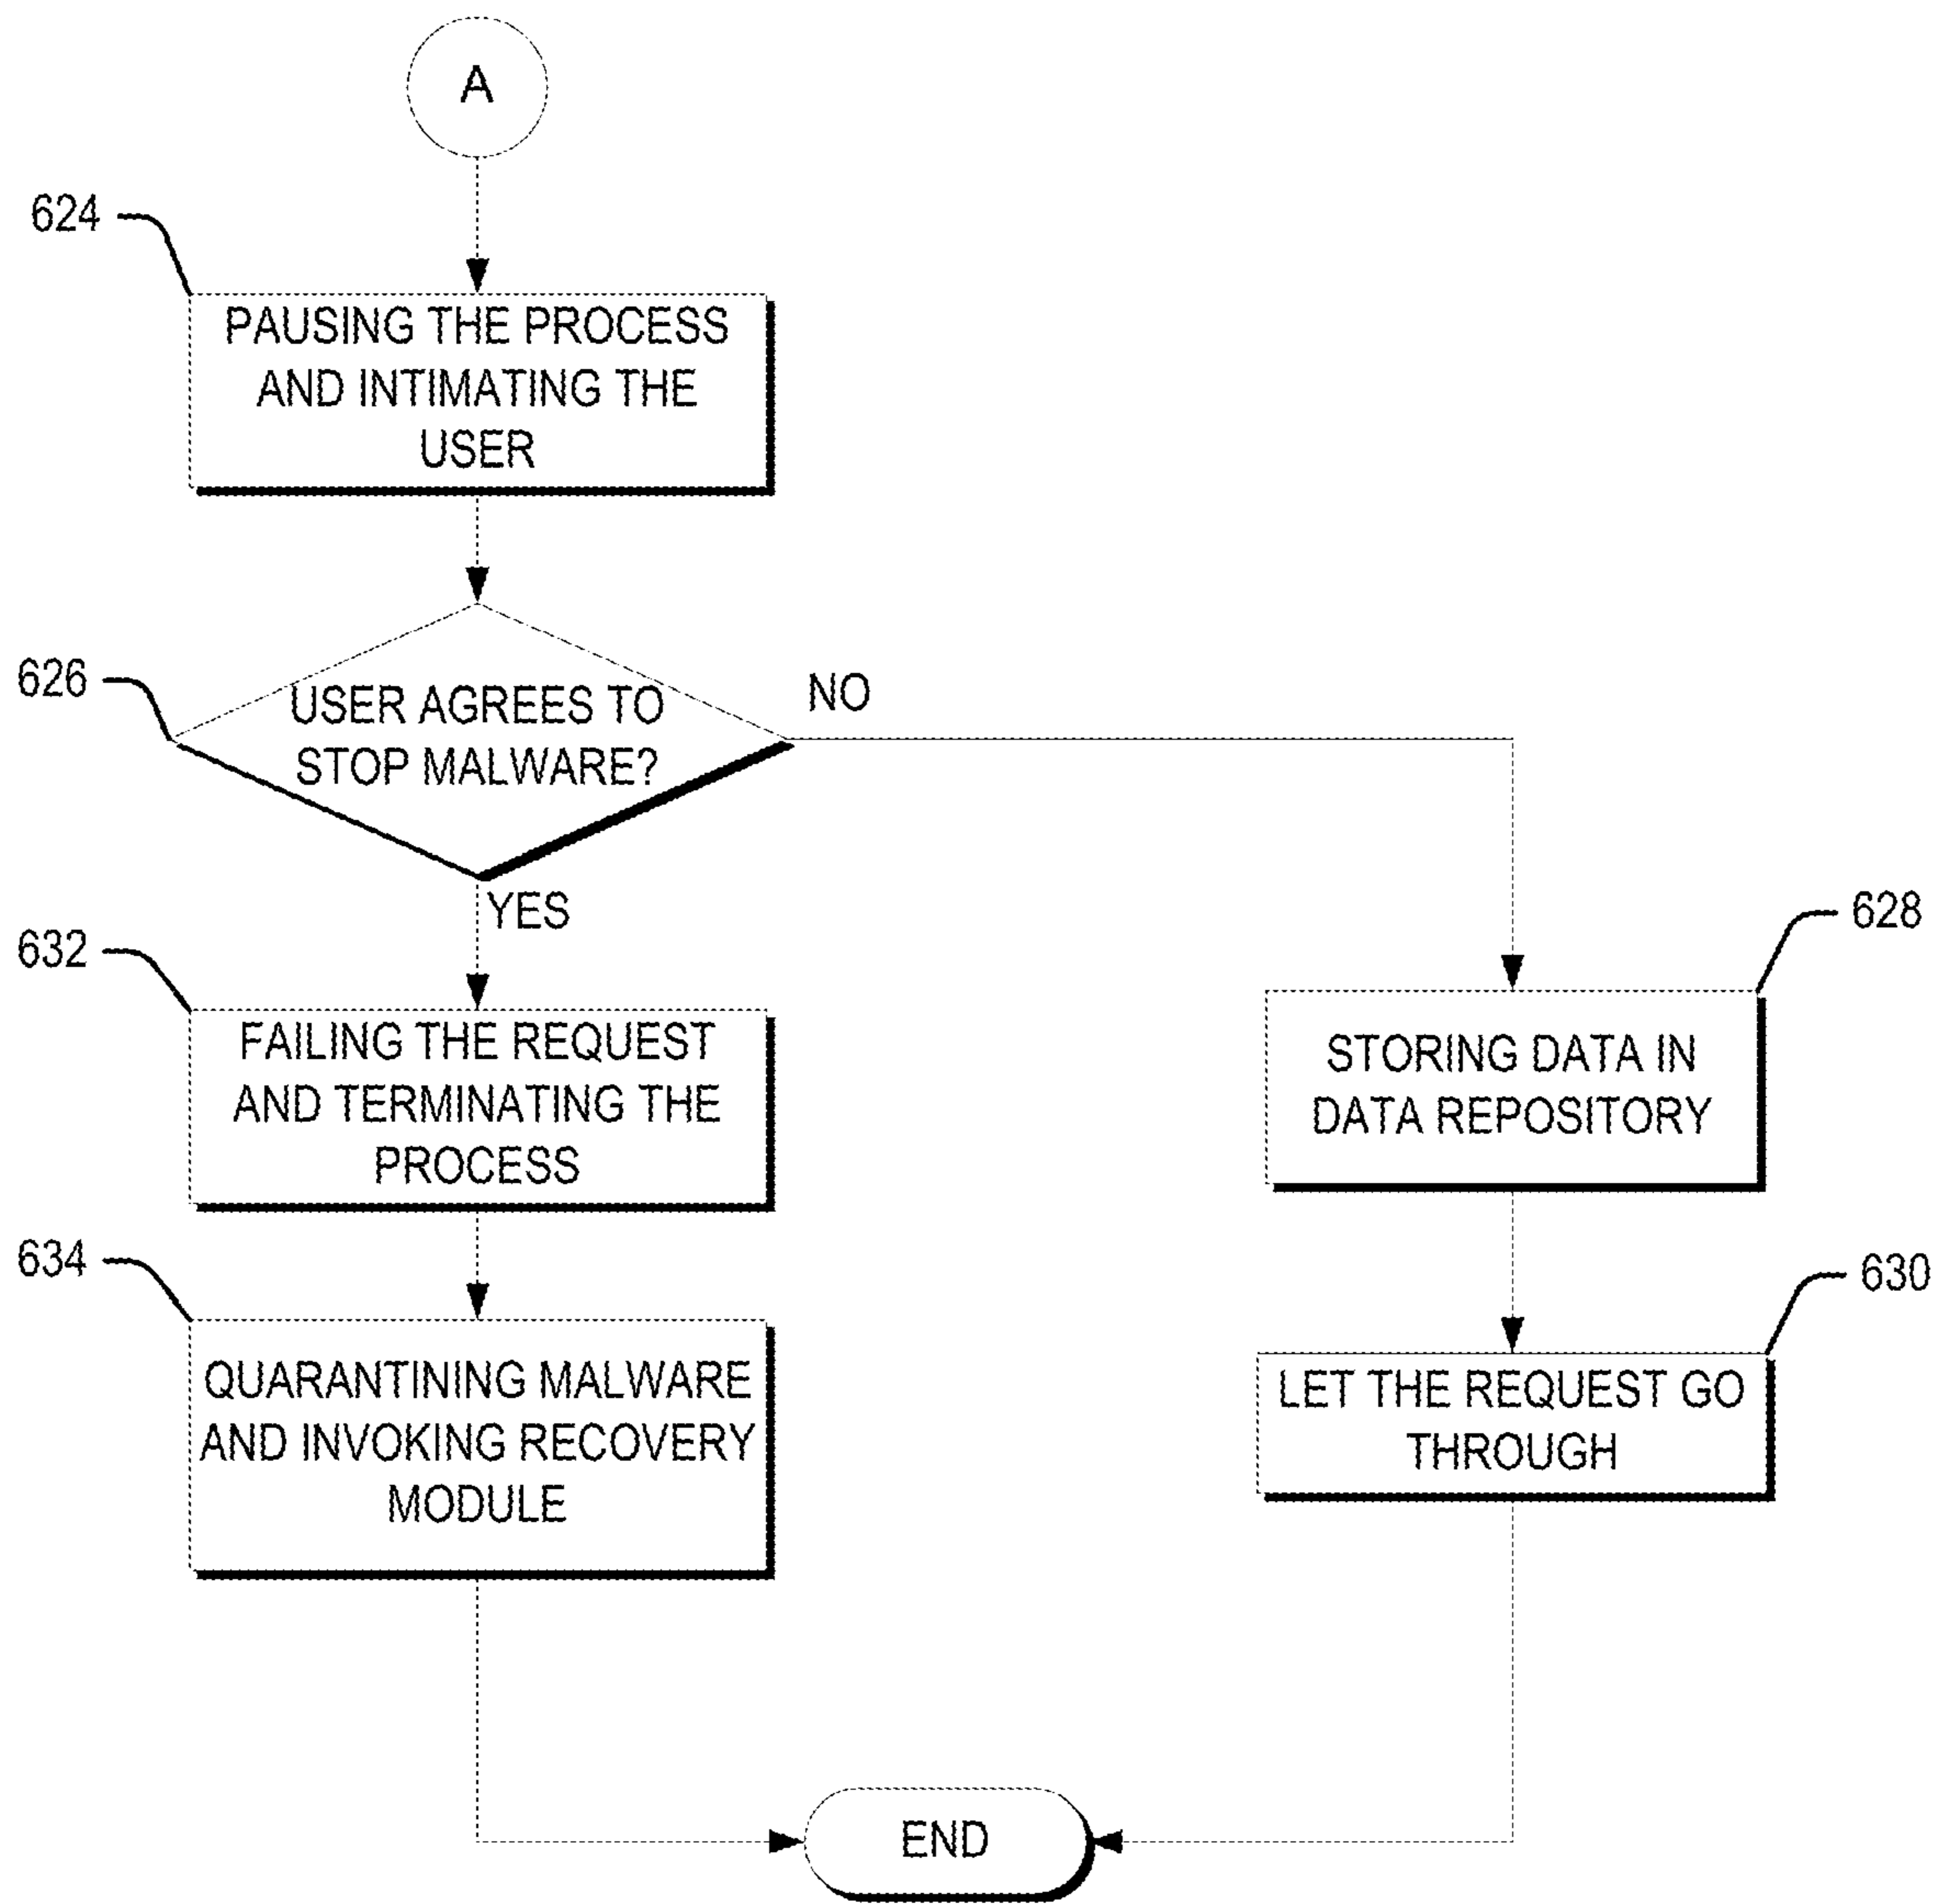 A
624
PAUSING THE PROCESS
AND INTIMATING THE
USER
626
USER AGREES TO
STOP MALWARE?
NO
YES
632
FAILING THE REQUEST
AND TERMINATING THE
PROCESS
628
STORING DATA IN
DATA REPOSITORY
634
QUARANTINING MALWARE
AND INVOKING RECOVERY
MODULE
630
LET THE REQUEST GO
THROUGH
END